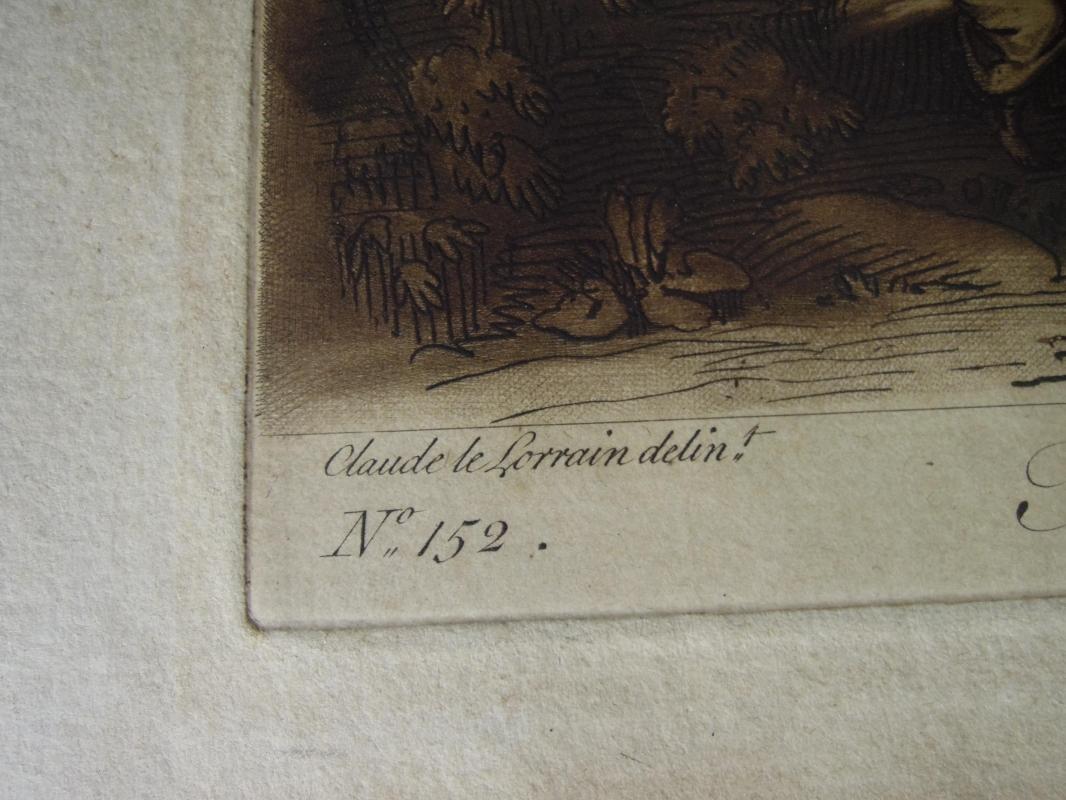 Claude le Lorrain delin.t
No. 152 .